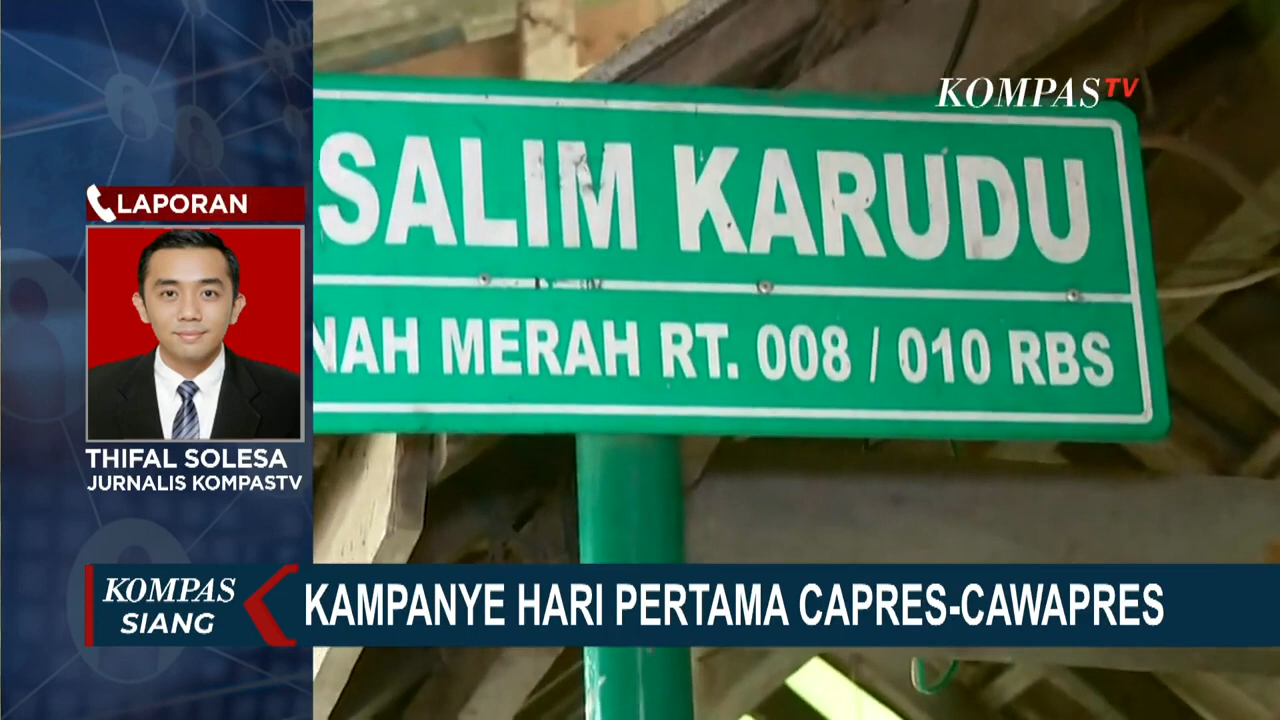 KOMPASTV
SALIM KARUDU
NAH MERAH RT. 008 / 010 RBS
LAPORAN
THIFAL SOLESA
JURNALIS KOMPASTV
KOMPAS
SIANG
KAMPANYE HARI PERTAMA CAPRES-CAWAPRES